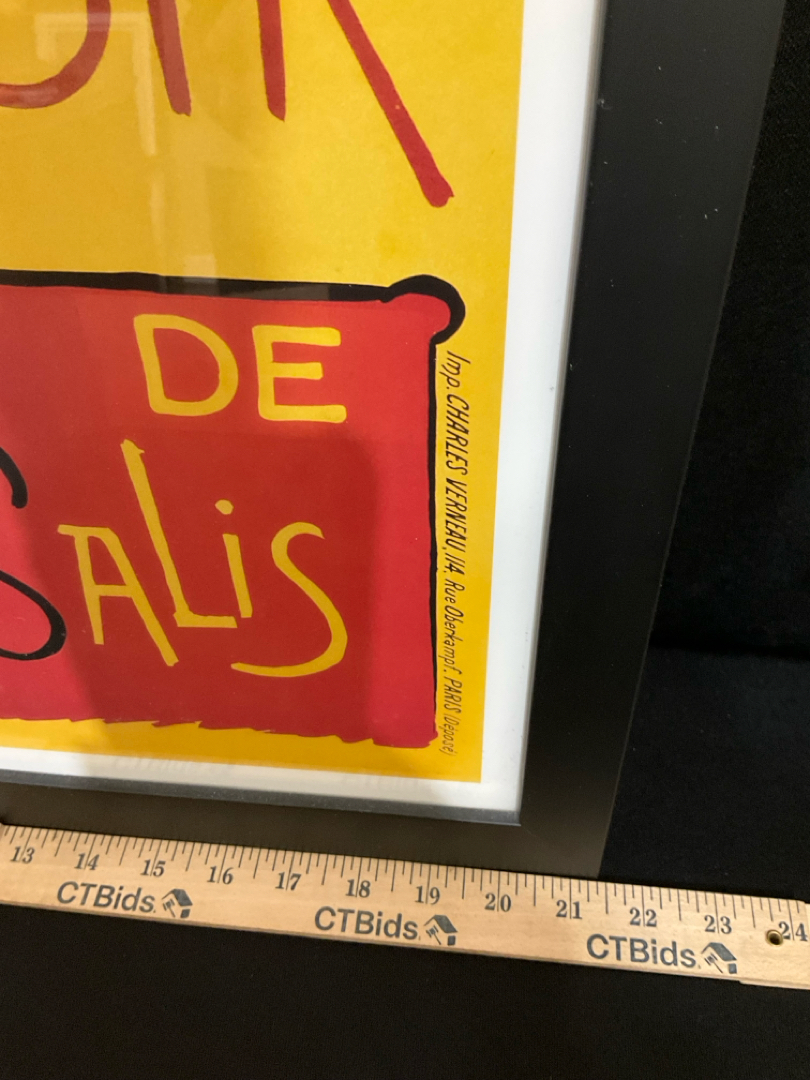 OIR
DE
SALiS
Imp. CHARLES VERNEAU, 114, Rue Oberkampf. PARIS (Déposé)
13 14 15 16 17 18 19 20 21 22 23 24
CTBids. CTBids. CTBids.